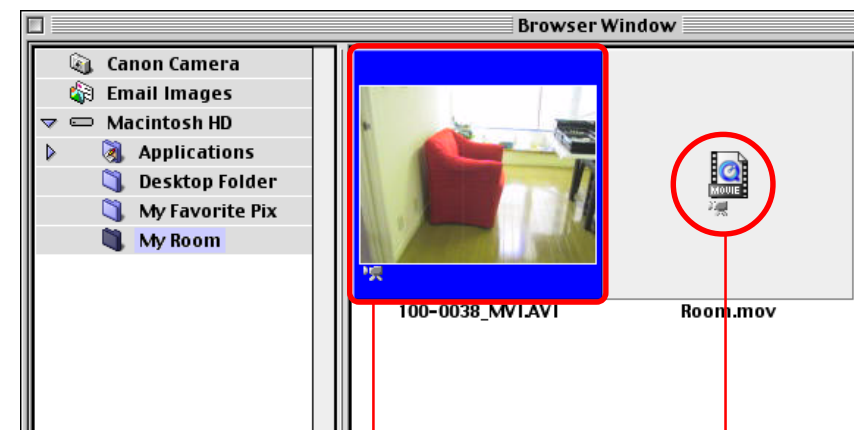 Browser Window
Canon Camera
Email Images
Macintosh HD
Applications
Desktop Folder
My Favorite Pix
My Room
MOVIE
100-0038_MVI.AVI
Room.mov